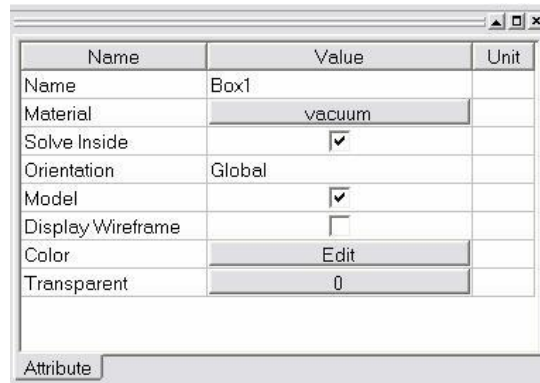 Name Value Unit
Name Box1
Material vacuum
Solve Inside
Orientation Global
Model
Display Wireframe
Color Edit
Transparent 0
Attribute